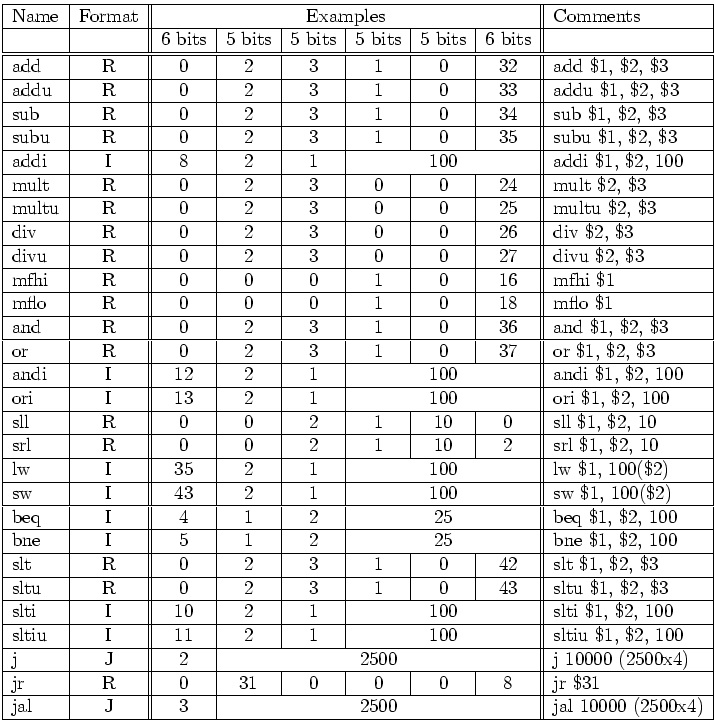 Name Format Examples Comments
6 bits 5 bits 5 bits 5 bits 5 bits 6 bits
add R 0 2 3 1 0 32 add $1, $2, $3
addu R 0 2 3 1 0 33 addu $1, $2, $3
sub R 0 2 3 1 0 34 sub $1, $2, $3
subu R 0 2 3 1 0 35 subu $1, $2, $3
addi I 8 2 1 100 addi $1, $2, 100
mult R 0 2 3 0 0 24 mult $2, $3
multu R 0 2 3 0 0 25 multu $2, $3
div R 0 2 3 0 0 26 div $2, $3
divu R 0 2 3 0 0 27 divu $2, $3
mfhi R 0 0 0 1 0 16 mfhi $1
mflo R 0 0 0 1 0 18 mflo $1
and R 0 2 3 1 0 36 and $1, $2, $3
or R 0 2 3 1 0 37 or $1, $2, $3
andi I 12 2 1 100 andi $1, $2, 100
ori I 13 2 1 100 ori $1, $2, 100
sll R 0 0 2 1 10 0 sll $1, $2, 10
srl R 0 0 2 1 10 2 srl $1, $2, 10
lw I 35 2 1 100 lw $1, 100($2)
sw I 43 2 1 100 sw $1, 100($2)
beq I 4 1 2 25 beq $1, $2, 100
bne I 5 1 2 25 bne $1, $2, 100
slt R 0 2 3 1 0 42 slt $1, $2, $3
sltu R 0 2 3 1 0 43 sltu $1, $2, $3
slti I 10 2 1 100 slti $1, $2, 100
sltiu I 11 2 1 100 sltiu $1, $2, 100
j J 2 2500 j 10000 (2500x4)
jr R 0 31 0 0 0 8 jr $31
jal J 3 2500 jal 10000 (2500x4)